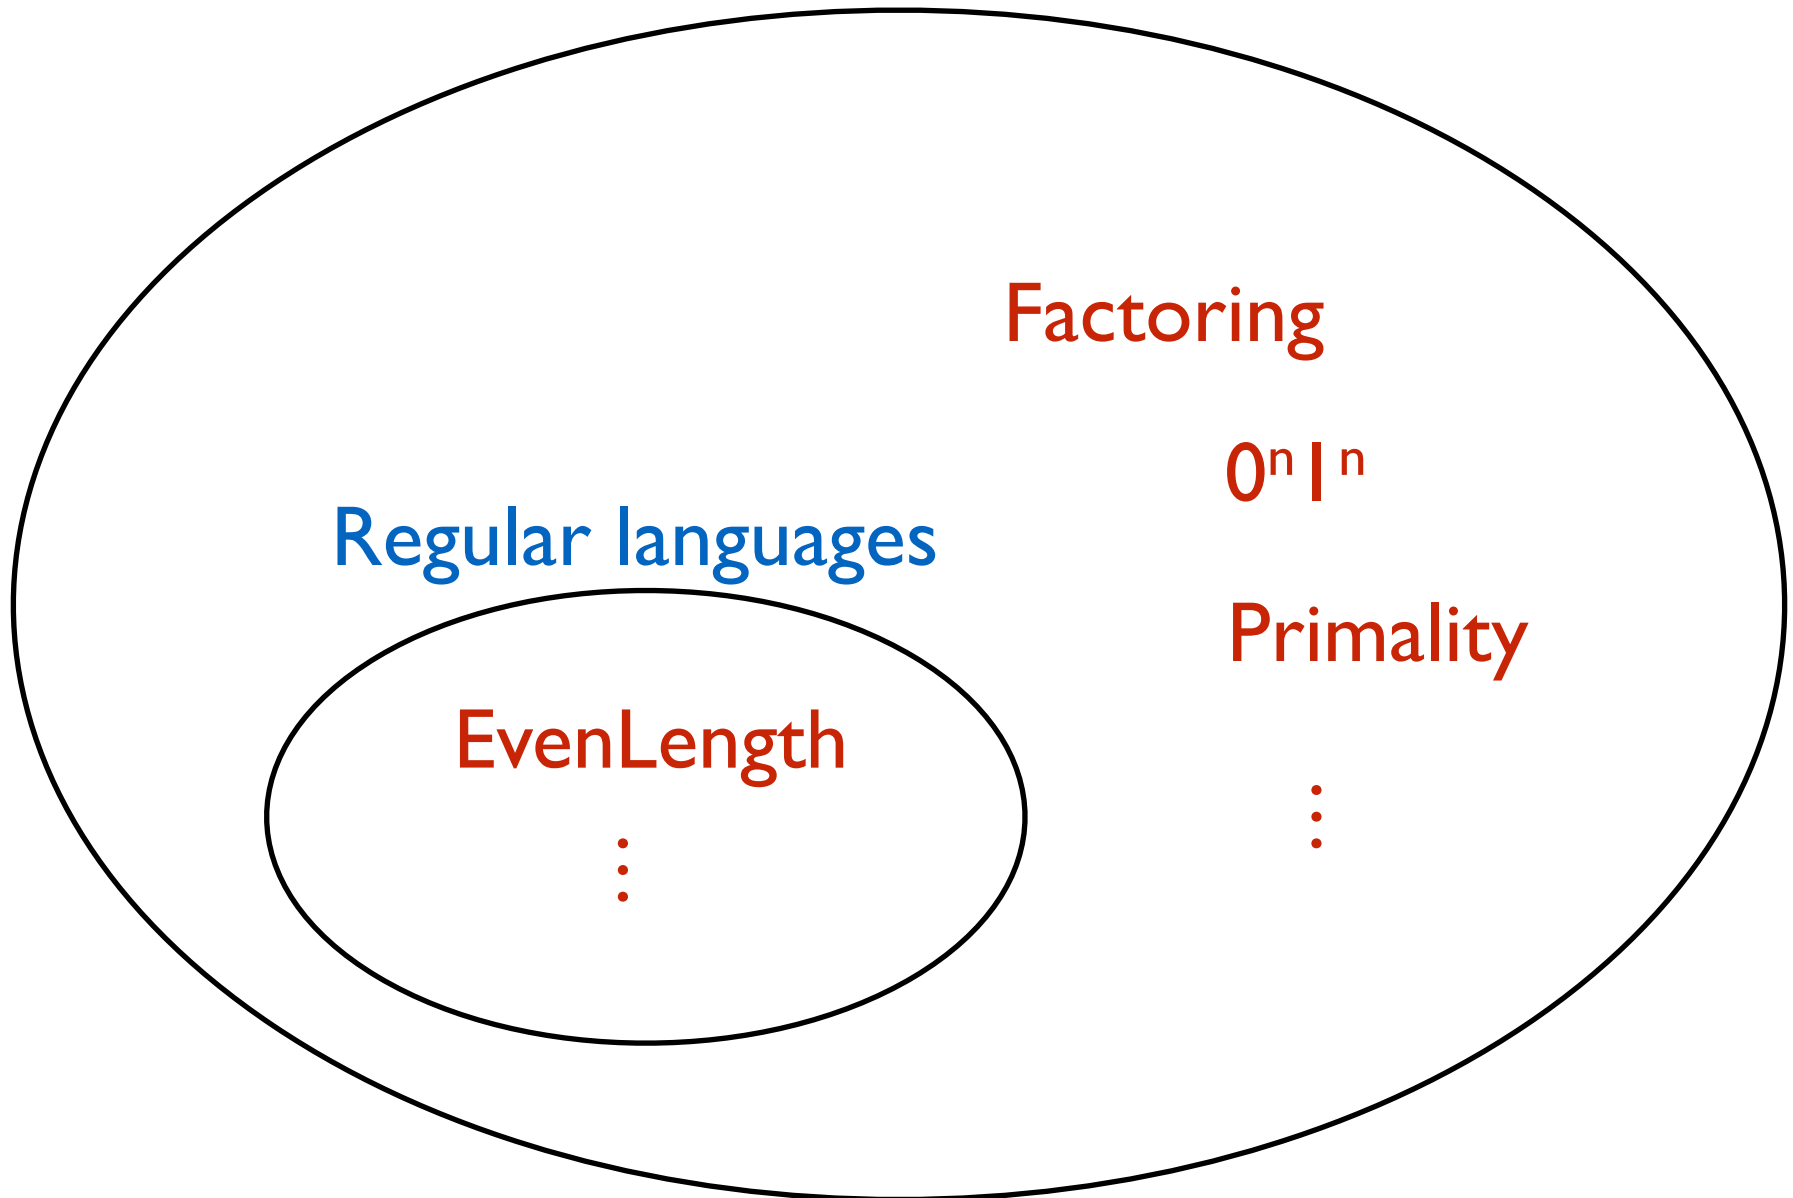 Factoring
0ⁿ1ⁿ
Regular languages
Primality
EvenLength
⋮
⋮